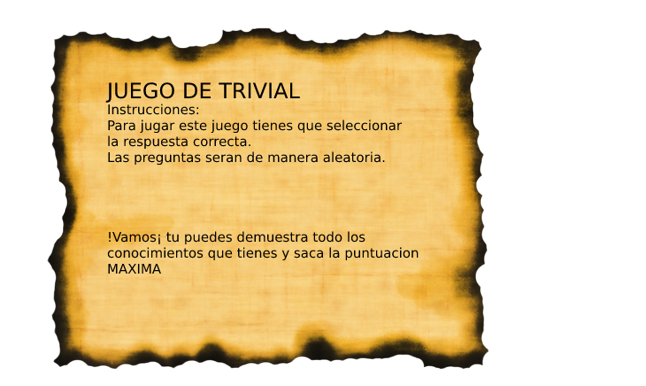 JUEGO DE TRIVIAL
Instrucciones:
Para jugar este juego tienes que seleccionar
la respuesta correcta.
Las preguntas seran de manera aleatoria.
!Vamos¡ tu puedes demuestra todo los
conocimientos que tienes y saca la puntuacion
MAXIMA